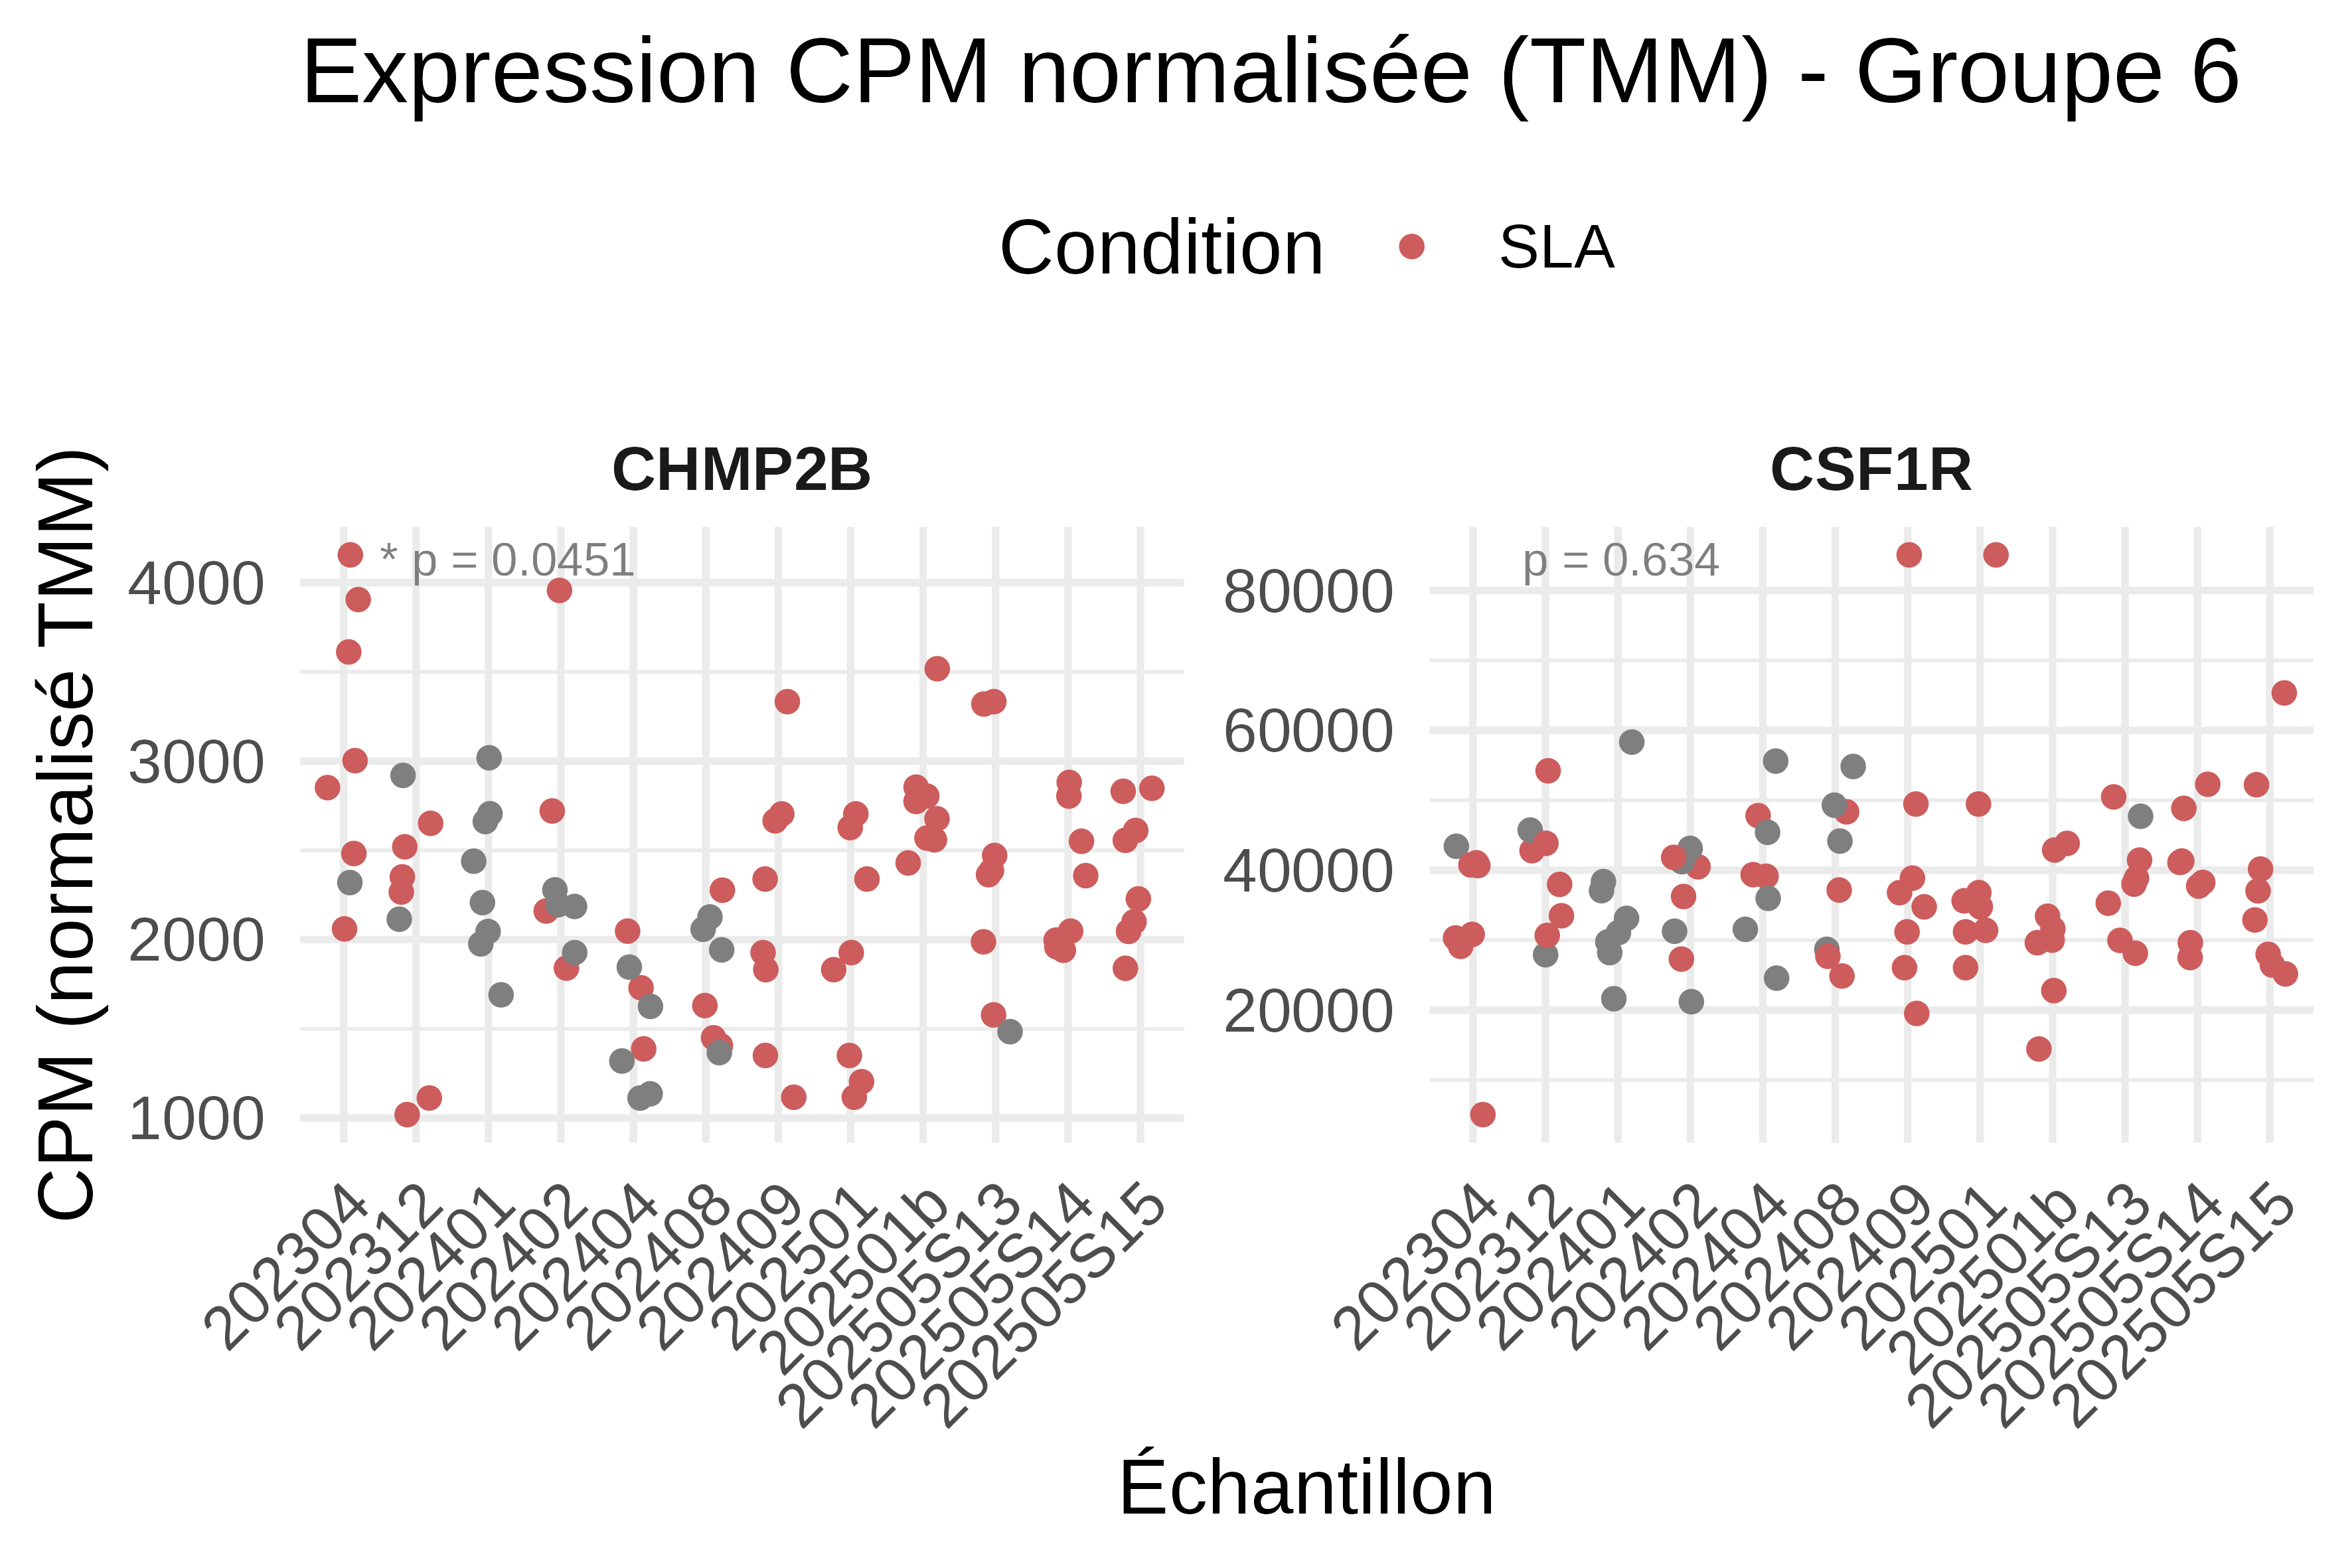 Expression CPM normalisée (TMM) - Groupe 6
Condition SLA
CHMP2B
CSF1R
CPM (normalisé TMM)
* p = 0.0451
p = 0.634
4000
3000
2000
1000
80000
60000
40000
20000
202304
202312
202401
202402
202404
202408
202409
202501
202501b
202505S13
202505S14
202505S15
202304
202312
202401
202402
202404
202408
202409
202501
202501b
202505S13
202505S14
202505S15
Échantillon